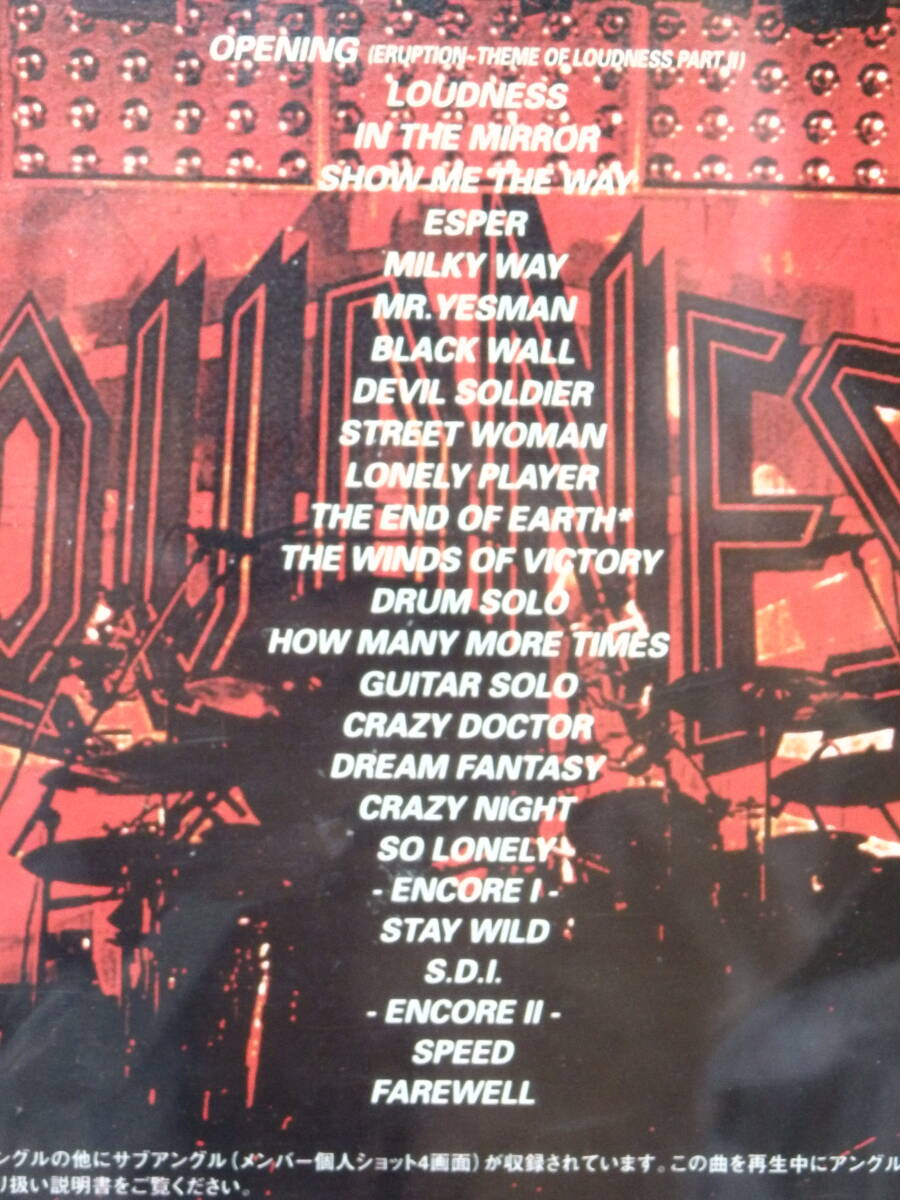 OPENING (ERUPTION~THEME OF LOUDNESS PART II)
LOUDNESS
IN THE MIRROR
SHOW ME THE WAY
ESPER
MILKY WAY
MR.YESMAN
BLACK WALL
DEVIL SOLDIER
STREET WOMAN
LONELY PLAYER
THE END OF EARTH*
THE WINDS OF VICTORY
DRUM SOLO
HOW MANY MORE TIMES
GUITAR SOLO
CRAZY DOCTOR
DREAM FANTASY
CRAZY NIGHT
SO LONELY
- ENCORE I -
STAY WILD
S.D.I.
- ENCORE II -
SPEED
FAREWELL
ングルの他にサブアングル(メンバー個人ショット4画面)が収録されています。この曲を再生中にアングル
り扱い説明書をご覧ください。